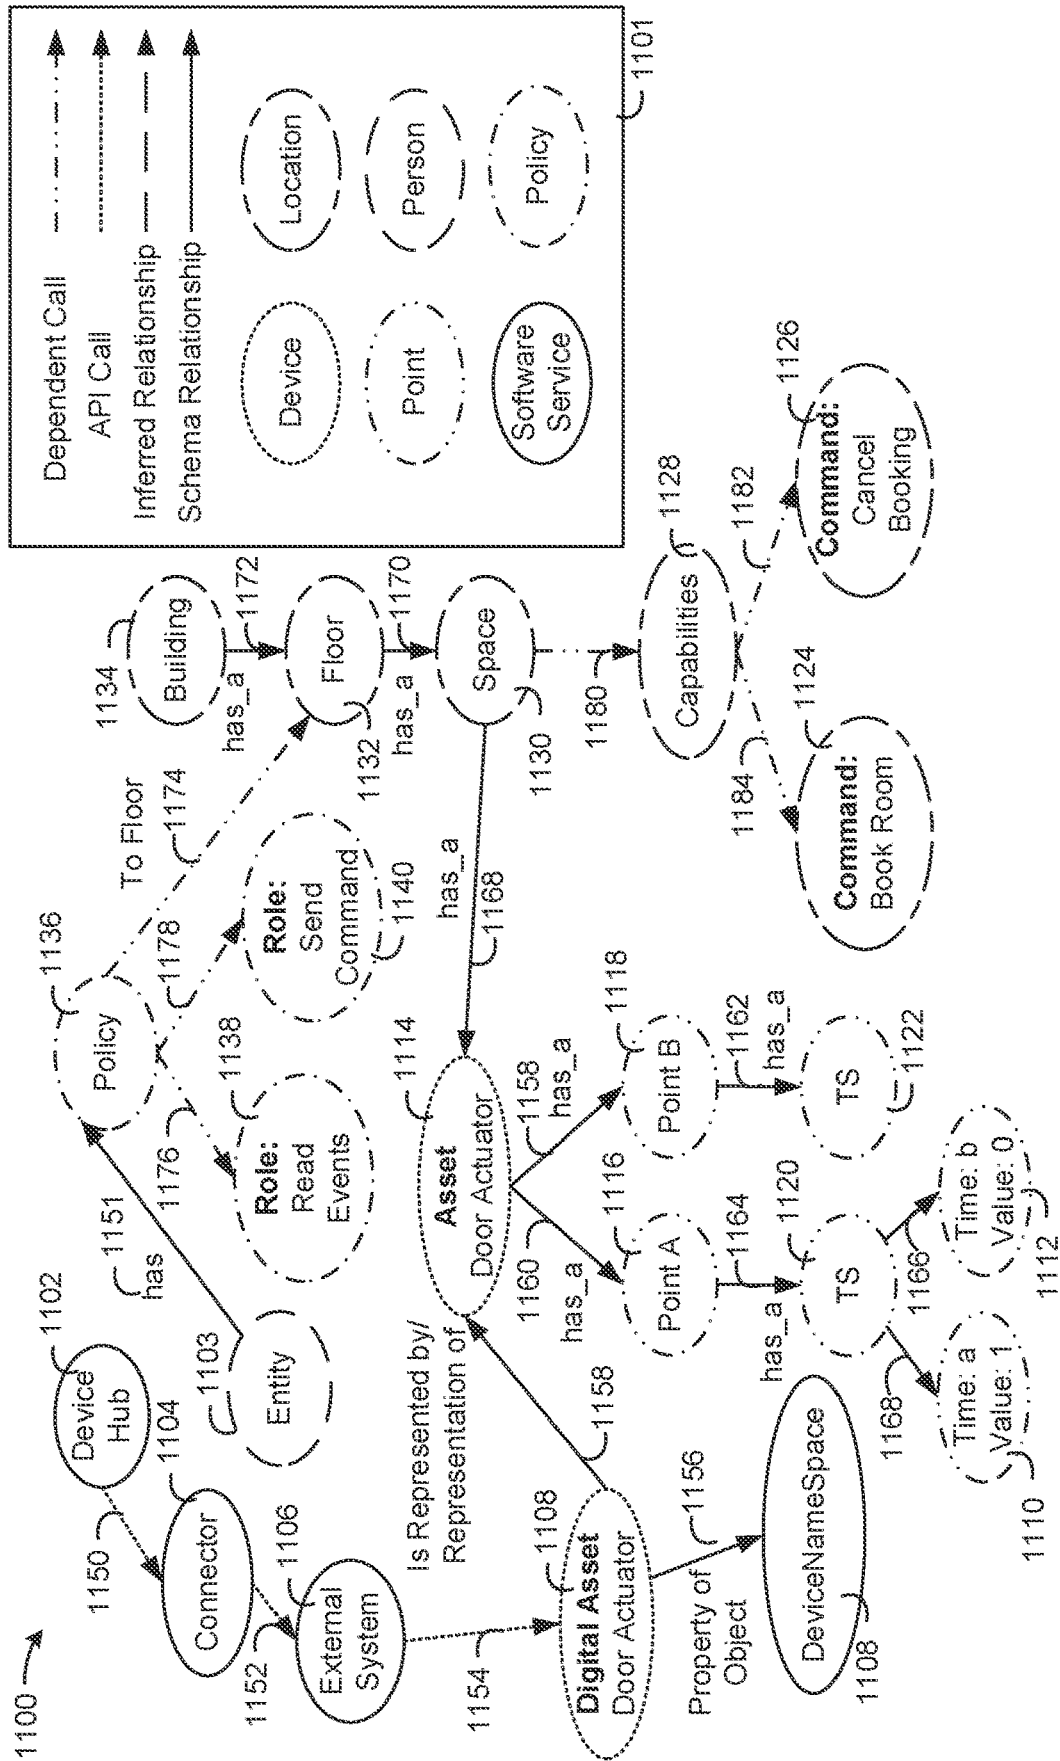 1100
1150
Device
Hub
1102
1104
Connector
1152
1106
External
System
1154
1103
Entity
1151
has
Policy
1136
1176
1178
1138
Role:
Read
Events
Role:
Send
Command
1140
To Floor
1174
1134
Building
has_a
1172
Floor
1132
has_a
1170
Space
1130
1180
has_a
1168
Is Represented by/
Representation of
1158
1114
Asset
Door Actuator
1108
Digital Asset
Door Actuator
Property of
Object
1156
DeviceNameSpace
1108
1160
has_a
1158
has_a
1116
Point A
1118
Point B
has_a
1164
1162
has_a
1120
TS
TS
1122
1168
1166
Time: a
Value: 1
1110
Time: b
Value: 0
1112
1128
Capabilities
1184
1182
1124
Command:
Book Room
1126
Command:
Cancel
Booking
Dependent Call
API Call
Inferred Relationship
Schema Relationship
Device
Location
Point
Person
Software
Service
Policy
1101